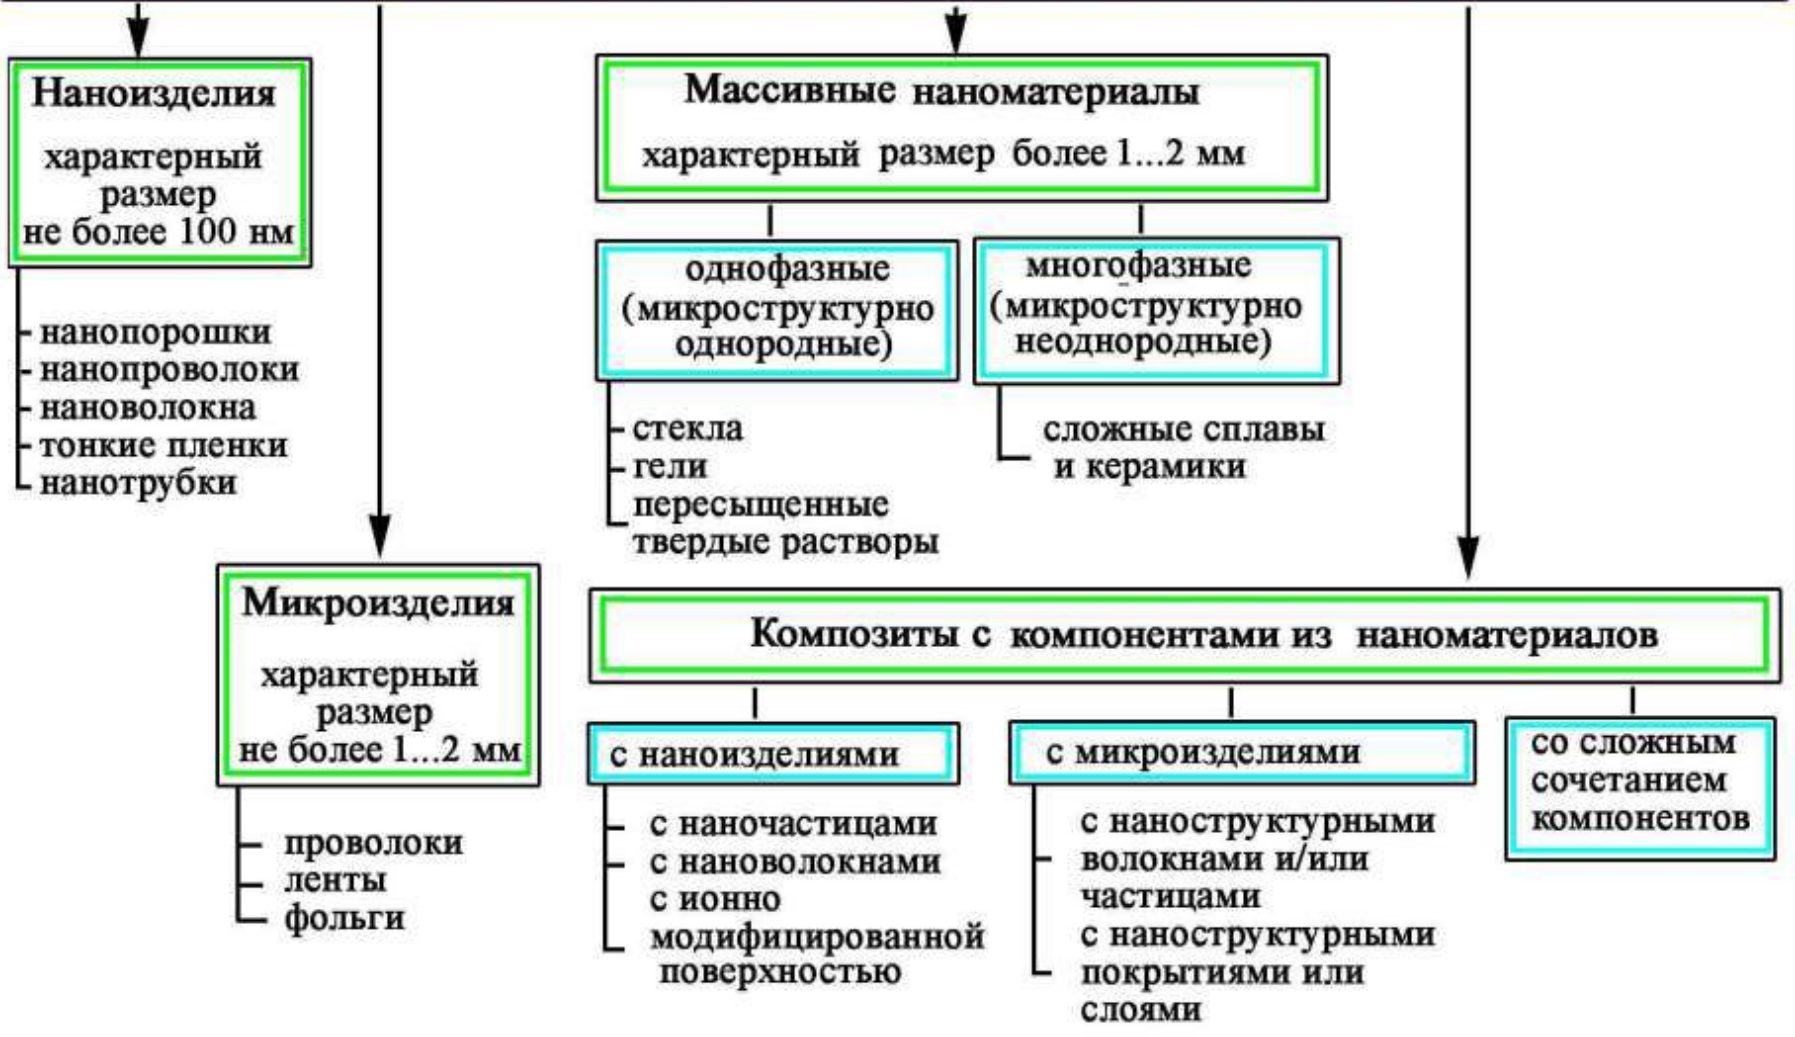 Наноизделия
характерный
размер
не более 100 нм
нанопорошки
нанопроволоки
нановолокна
тонкие пленки
нанотрубки
Микроизделия
характерный
размер
не более 1...2 мм
проволоки
ленты
фольги
Массивные наноматериалы
характерный размер более 1...2 мм
однофазные
(микроструктурно
однородные)
стекла
гели
пересыщенные
твердые растворы
многофазные
(микроструктурно
неоднородные)
сложные сплавы
и керамики
Композиты с компонентами из наноматериалов
с наноизделиями
с наночастицами
с нановолокнами
с ионно
модифицированной
поверхностью
с микроизделиями
с наноструктурными
волокнами и/или
частицами
с наноструктурными
покрытиями или
слоями
со сложным
сочетанием
компонентов